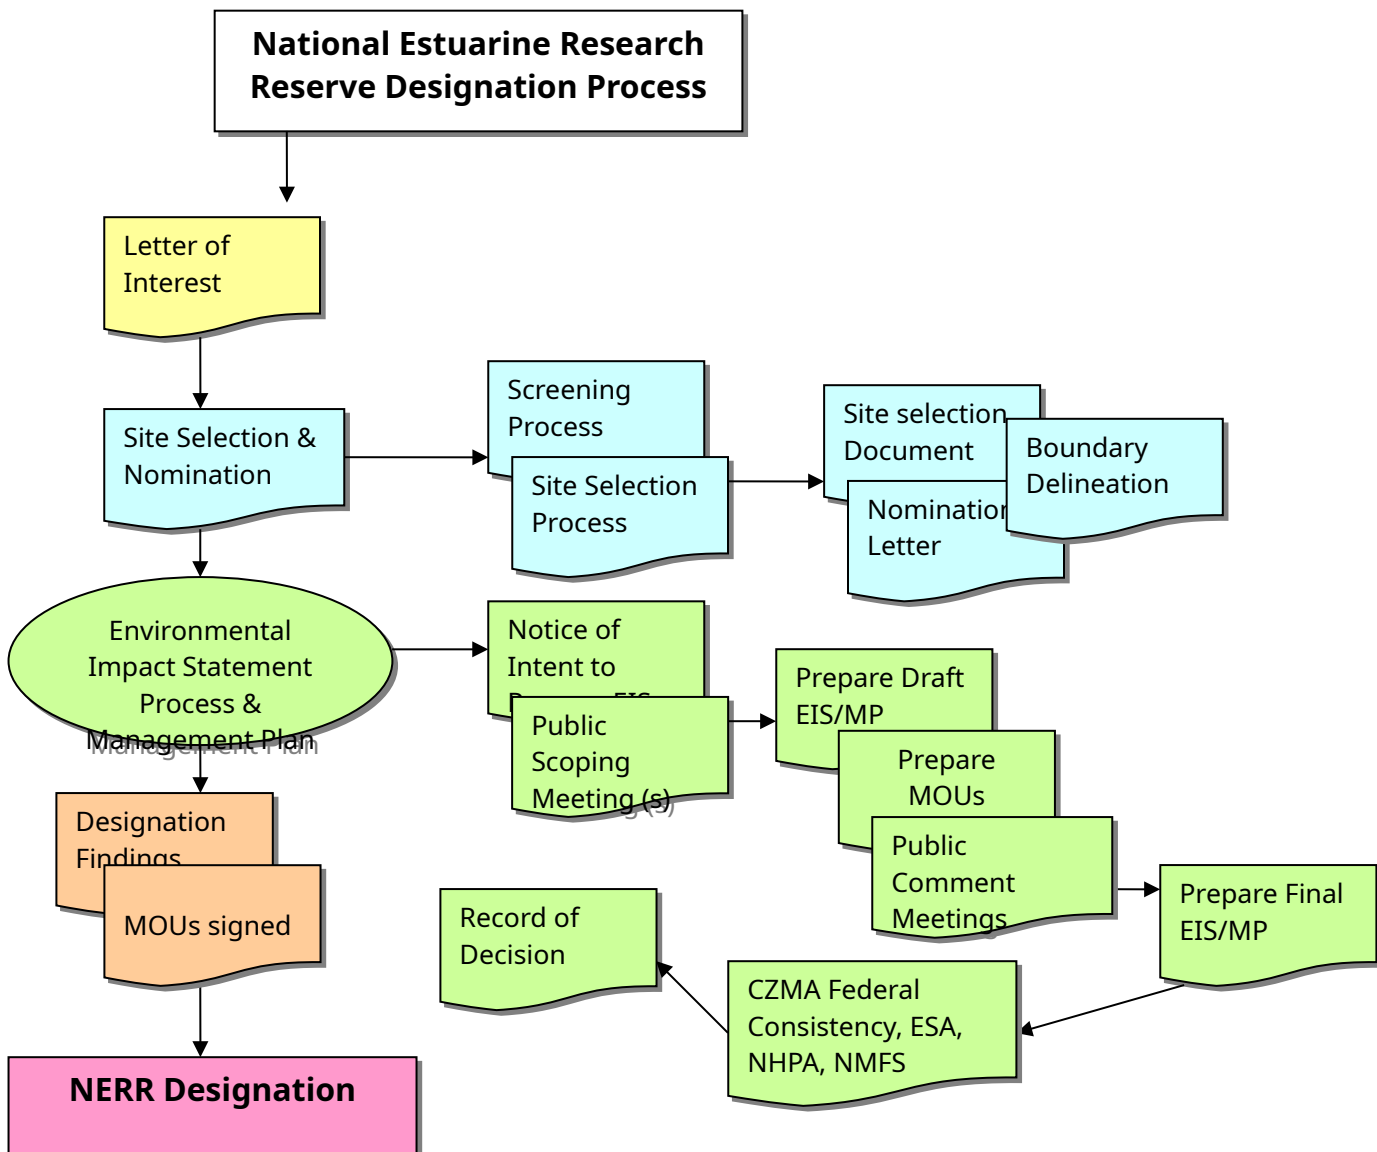 National Estuarine Research
Reserve Designation Process
Letter of
Interest
Site Selection &
Nomination
Screening
Process
Site Selection
Process
Site selection
Document
Nomination
Letter
Boundary
Delineation
Environmental
Impact Statement
Process &
Management Plan
Notice of
Intent to
Public
Scoping
Meeting (s)
Prepare Draft
EIS/MP
Prepare
MOUs
Public
Comment
Meetings
Prepare Final
EIS/MP
CZMA Federal
Consistency, ESA,
NHPA, NMFS
Record of
Decision
Designation
Findings
MOUs signed
NERR Designation